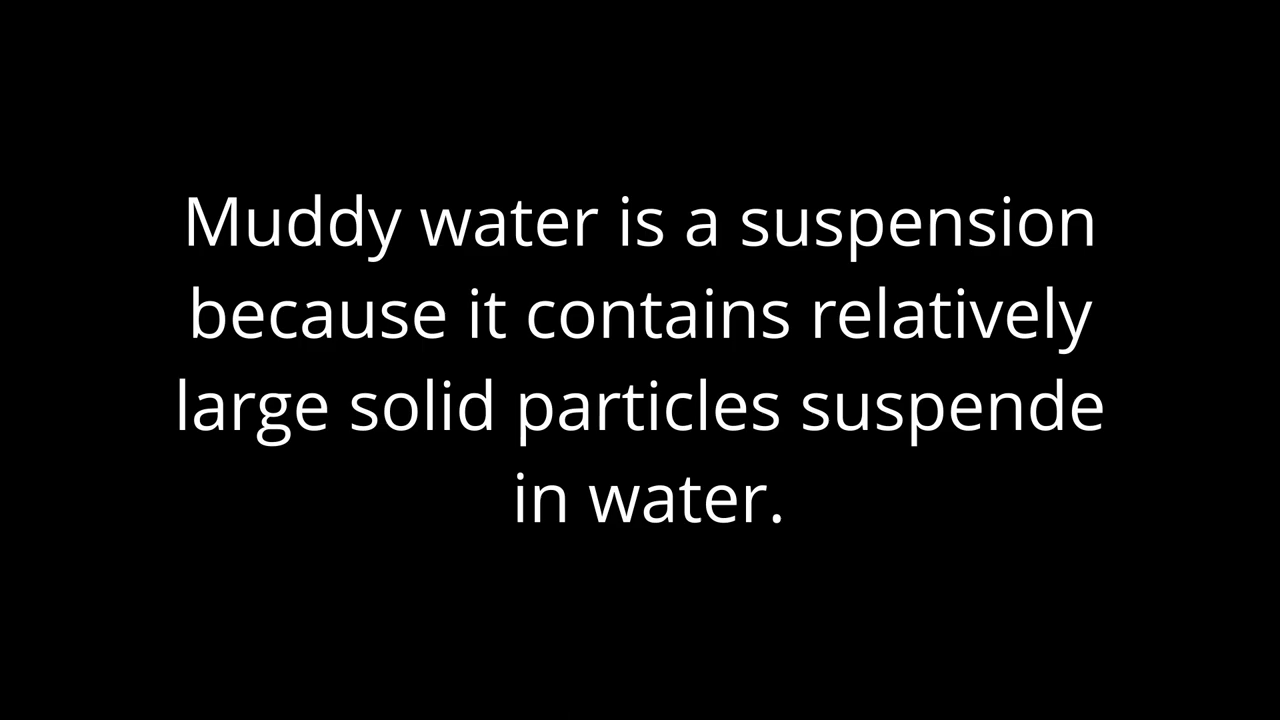 Muddy water is a suspension
because it contains relatively
large solid particles suspende
in water.